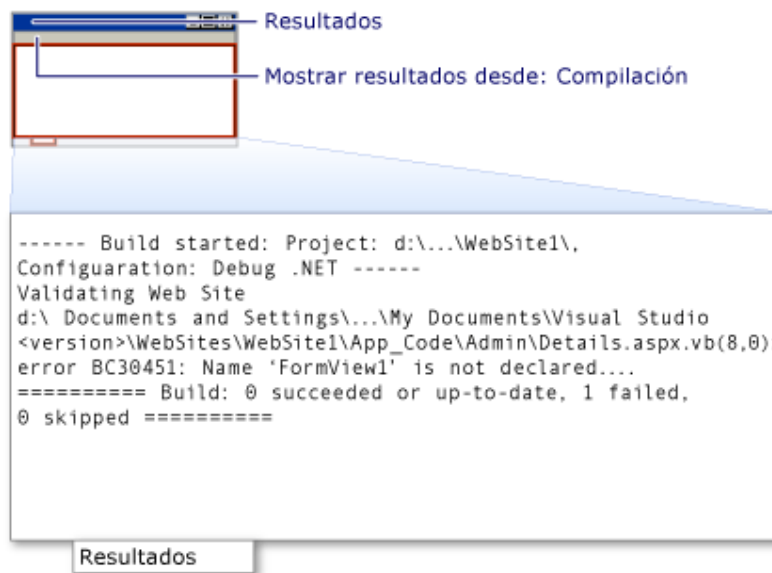 Resultados
Mostrar resultados desde: Compilación
------ Build started: Project: d:\...\WebSite1\,
Configuaration: Debug .NET ------
Validating Web Site
d:\ Documents and Settings\...\My Documents\Visual Studio
<version>\WebSites\WebSite1\App_Code\Admin\Details.aspx.vb(8,0)
error BC30451: Name ‘FormView1’ is not declared....
========== Build: 0 succeeded or up-to-date, 1 failed,
0 skipped ==========
Resultados